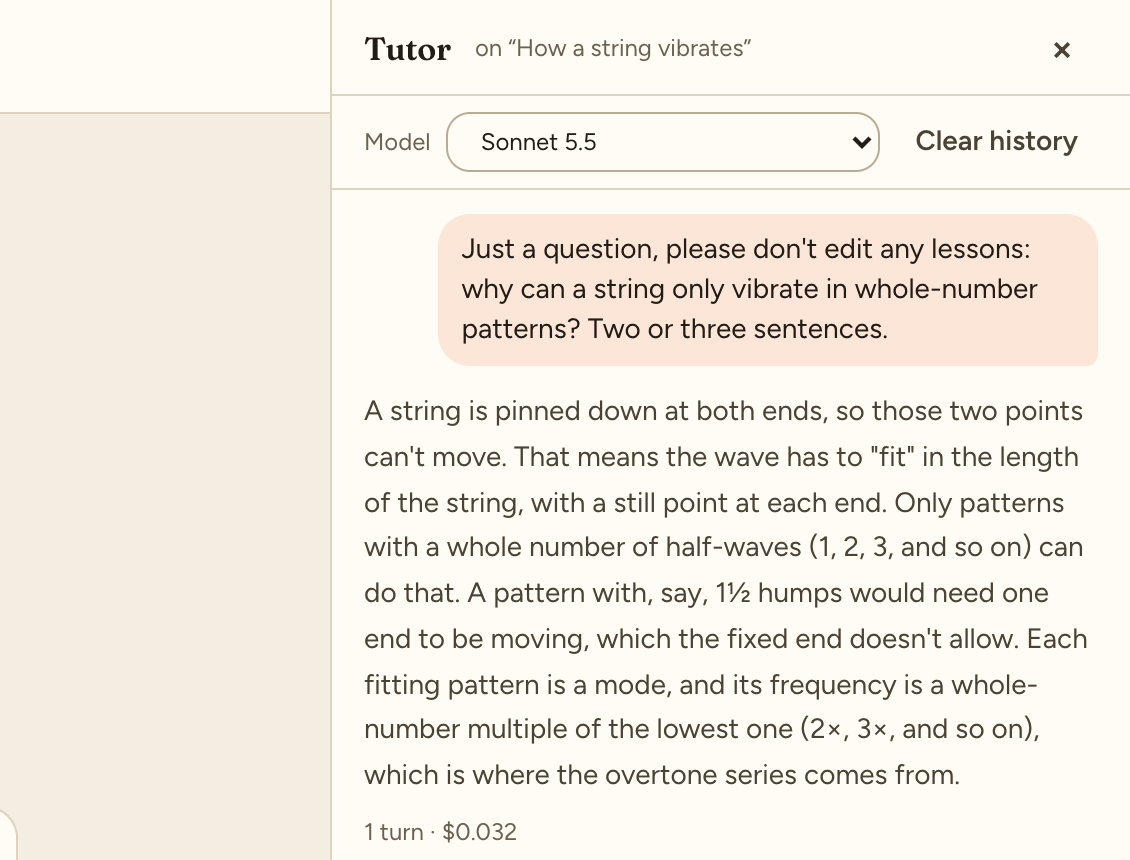 Tutor on “How a string vibrates” ×
Model Sonnet 5.5 Clear history
Just a question, please don't edit any lessons:
why can a string only vibrate in whole-number
patterns? Two or three sentences.
A string is pinned down at both ends, so those two points
can't move. That means the wave has to "fit" in the length
of the string, with a still point at each end. Only patterns
with a whole number of half-waves (1, 2, 3, and so on) can
do that. A pattern with, say, 1½ humps would need one
end to be moving, which the fixed end doesn't allow. Each
fitting pattern is a mode, and its frequency is a whole-
number multiple of the lowest one (2×, 3×, and so on),
which is where the overtone series comes from.
1 turn · $0.032